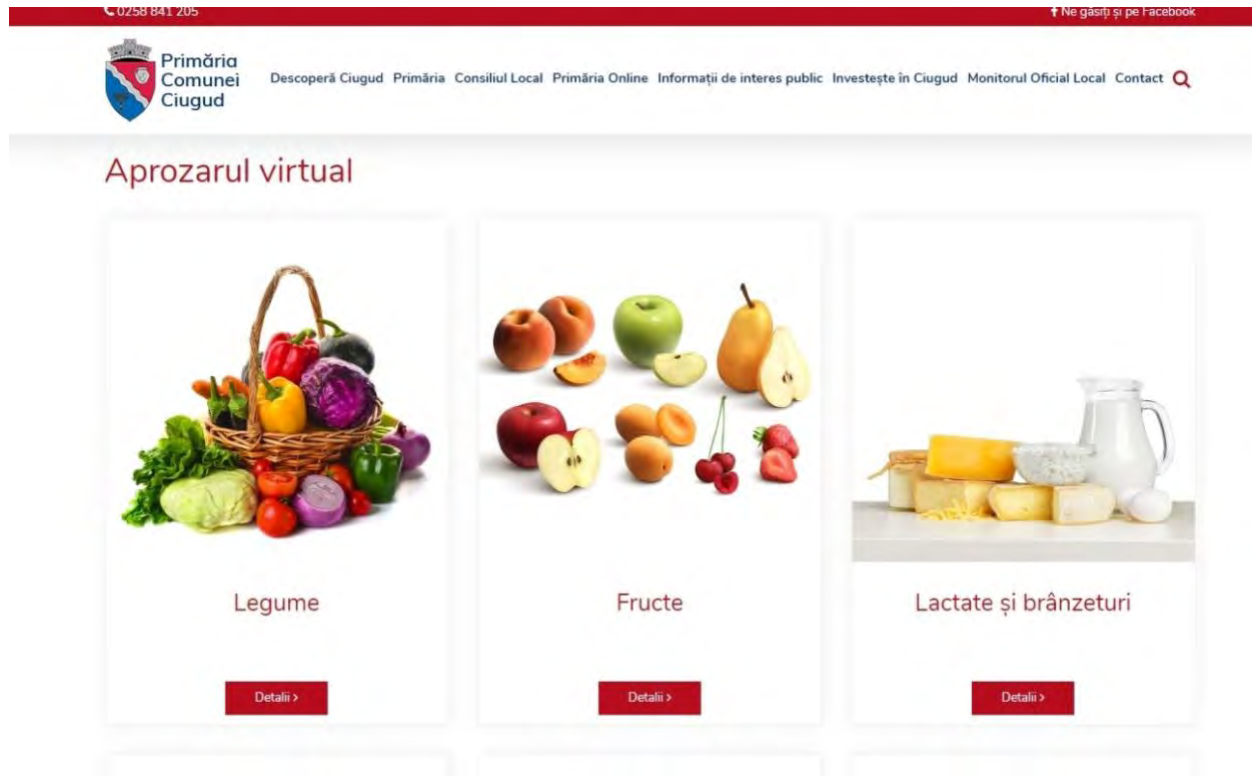 0258 841 205
Ne găsiți și pe Facebook
Primăria
Comunei
Ciugud
Descoperă Ciugud Primăria Consiliul Local Primăria Online Informații de interes public Investește în Ciugud Monitorul Oficial Local Contact
Aprozarul virtual
Legume
Fructe
Lactate și brânzeturi
Detalii >
Detalii >
Detalii >